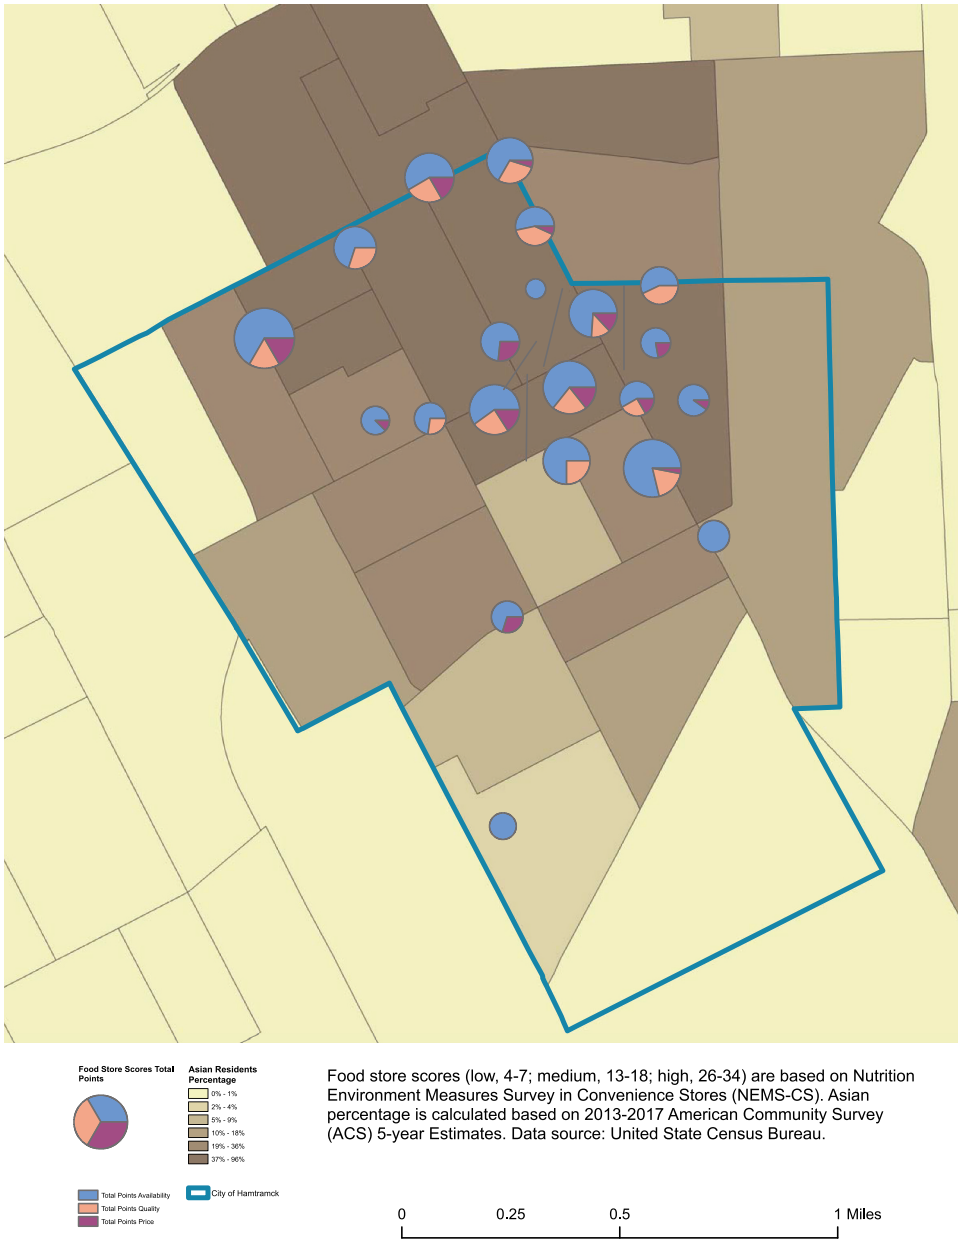 Food Store Scores Total
Points
Asian Residents
Percentage
0% - 1%
2% - 4%
5% - 9%
10% - 18%
19% - 36%
37% - 96%
Total Points Availability
Total Points Quality
Total Points Price
City of Hamtramck
Food store scores (low, 4-7; medium, 13-18; high, 26-34) are based on Nutrition
Environment Measures Survey in Convenience Stores (NEMS-CS). Asian
percentage is calculated based on 2013-2017 American Community Survey
(ACS) 5-year Estimates. Data source: United State Census Bureau.
0 0.25 0.5 1 Miles